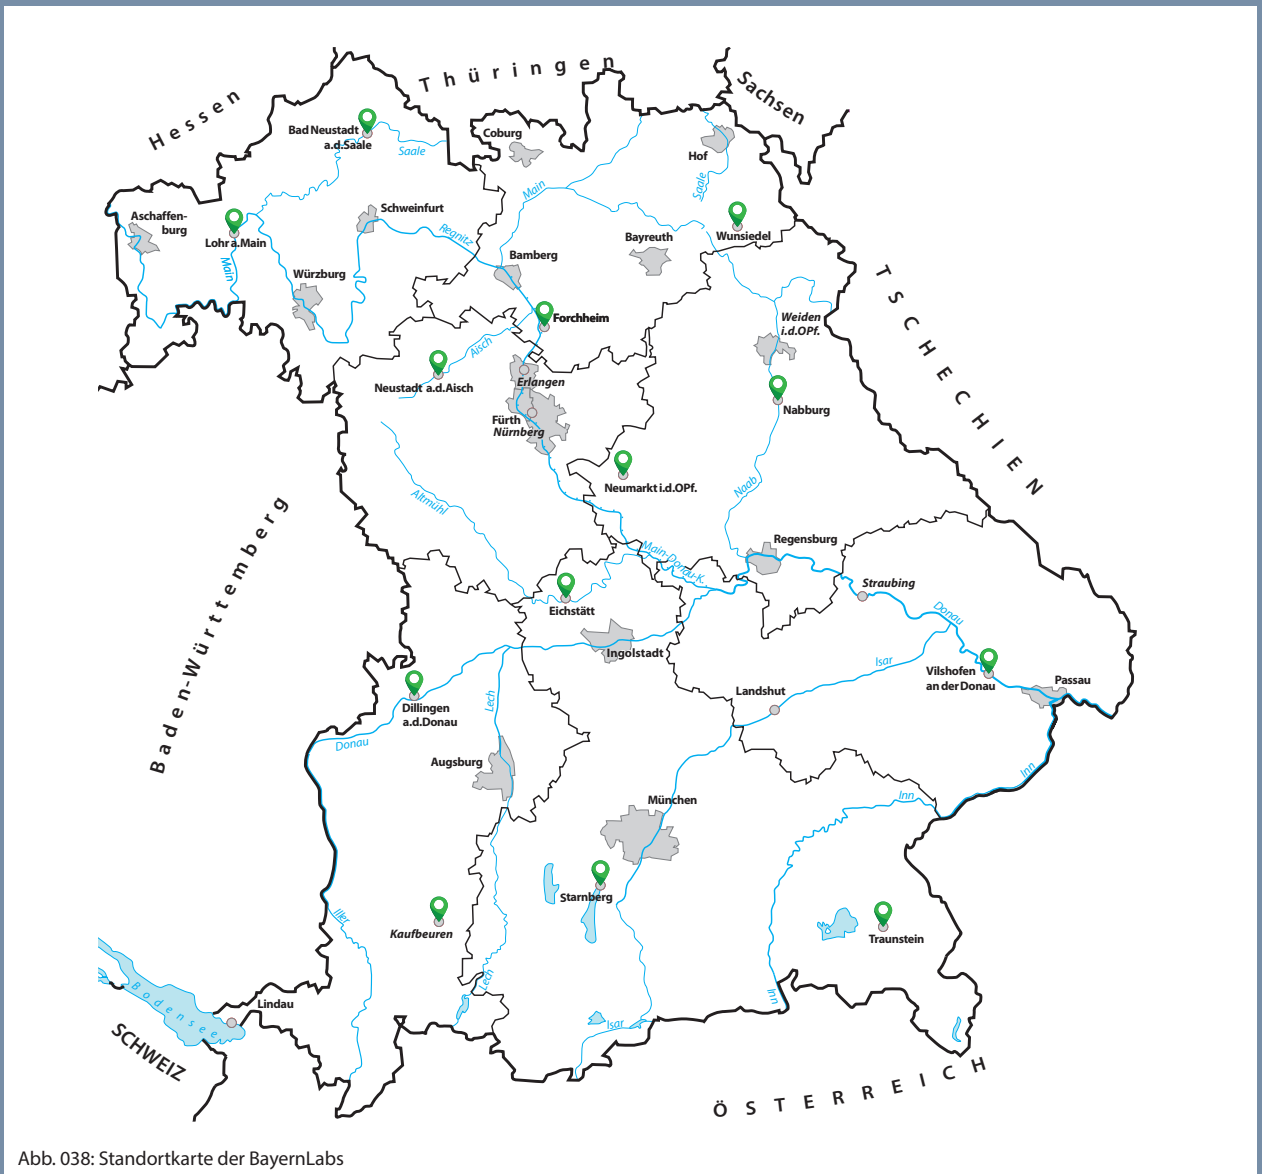 Thüringen
Hessen
Sachsen
Bad Neustadt
a.d.Saale
Saale
Coburg
Hof
Saale
Main
Aschaffen-
burg
Lohr a.Main
Main
Schweinfurt
Regnitz
Würzburg
Bamberg
Bayreuth
Wunsiedel
TSCHECHIEN
Forchheim
Weiden
i.d.OPf.
Aisch
Neustadt a.d.Aisch
Erlangen
Fürth
Nürnberg
Nabburg
Neumarkt i.d.OPf.
Naab
Altmühl
Baden-Württemberg
Main-Donau-K.
Regensburg
Straubing
Donau
Eichstätt
Ingolstadt
Isar
Vilshofen
an der Donau
Passau
Landshut
Dillingen
a.d.Donau
Donau
Lech
Augsburg
München
Inn
Inn
Starnberg
Kaufbeuren
Iller
Traunstein
Lech
Inn
Bodensee
Lindau
Isar
SCHWEIZ
ÖSTERREICH
Abb. 038: Standortkarte der BayernLabs